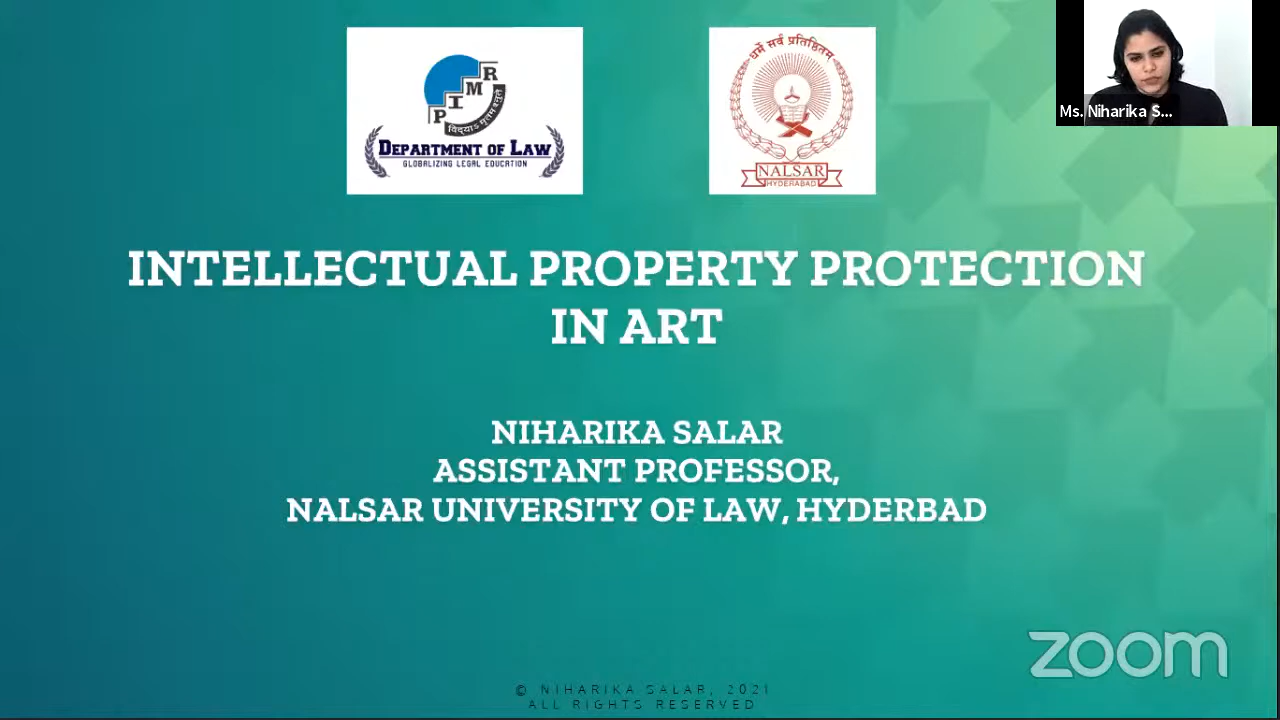 PIMR
विद्याऽमृतमश्नुते
DEPARTMENT OF LAW
GLOBALIZING LEGAL EDUCATION
धर्मे सर्वं प्रतिष्ठितम्
NALSAR
HYDERABAD
Ms. Niharika S...
INTELLECTUAL PROPERTY PROTECTION
IN ART
NIHARIKA SALAR
ASSISTANT PROFESSOR,
NALSAR UNIVERSITY OF LAW, HYDERBAD
zoom
© NIHARIKA SALAR, 2021
ALL RIGHTS RESERVED